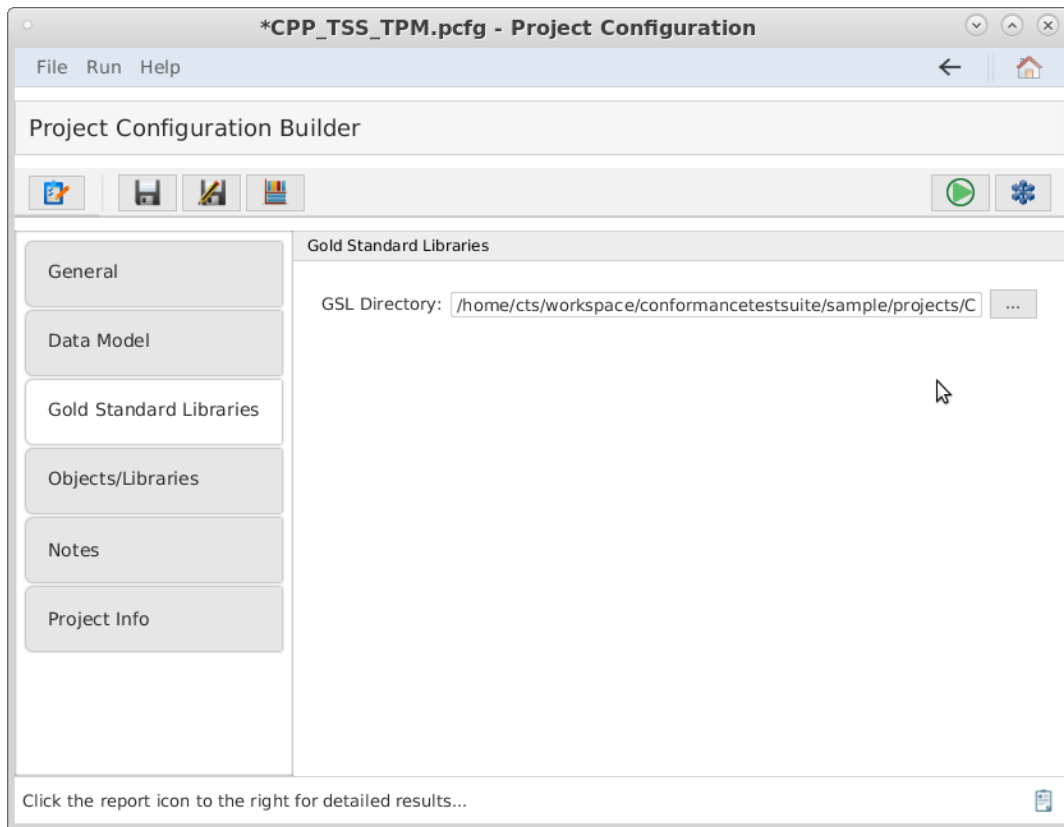 *CPP_TSS_TPM.pcfg - Project Configuration
File Run Help
Project Configuration Builder
General
Data Model
Gold Standard Libraries
Objects/Libraries
Notes
Project Info
Gold Standard Libraries
GSL Directory: /home/cts/workspace/conformancetestsuite/sample/projects/C ...
Click the report icon to the right for detailed results...